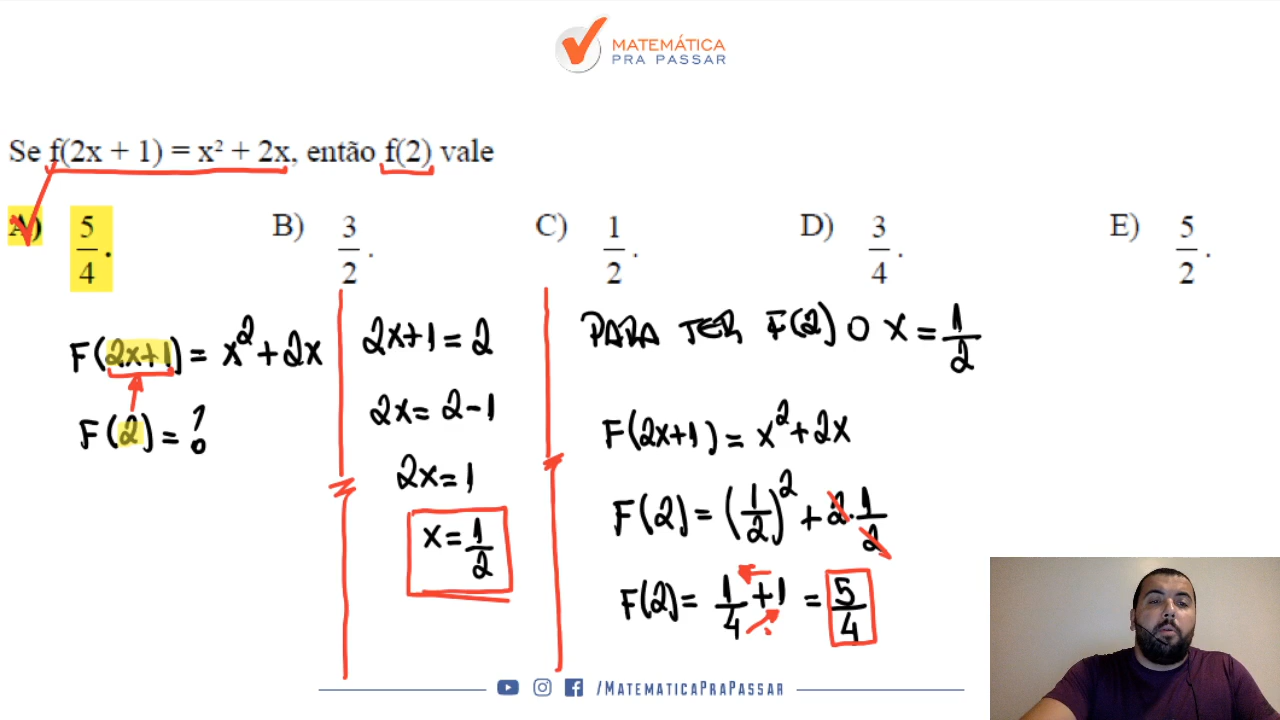 MATEMÁTICA
PRA PASSAR
Se f(2x + 1) = x² + 2x, então f(2) vale
A) 5/4.
B) 3/2.
C) 1/2.
D) 3/4.
E) 5/2.
F(2x+1) = x² + 2x
F(2) = ?
2x+1 = 2
2x = 2-1
2x = 1
x = 1/2
PARA TER F(2) O x = 1/2
F(2x+1) = x² + 2x
F(2) = (1/2)² + 2·1/2
F(2) = 1/4 + 1 = 5/4
/MATEMATICAPRAPASSAR